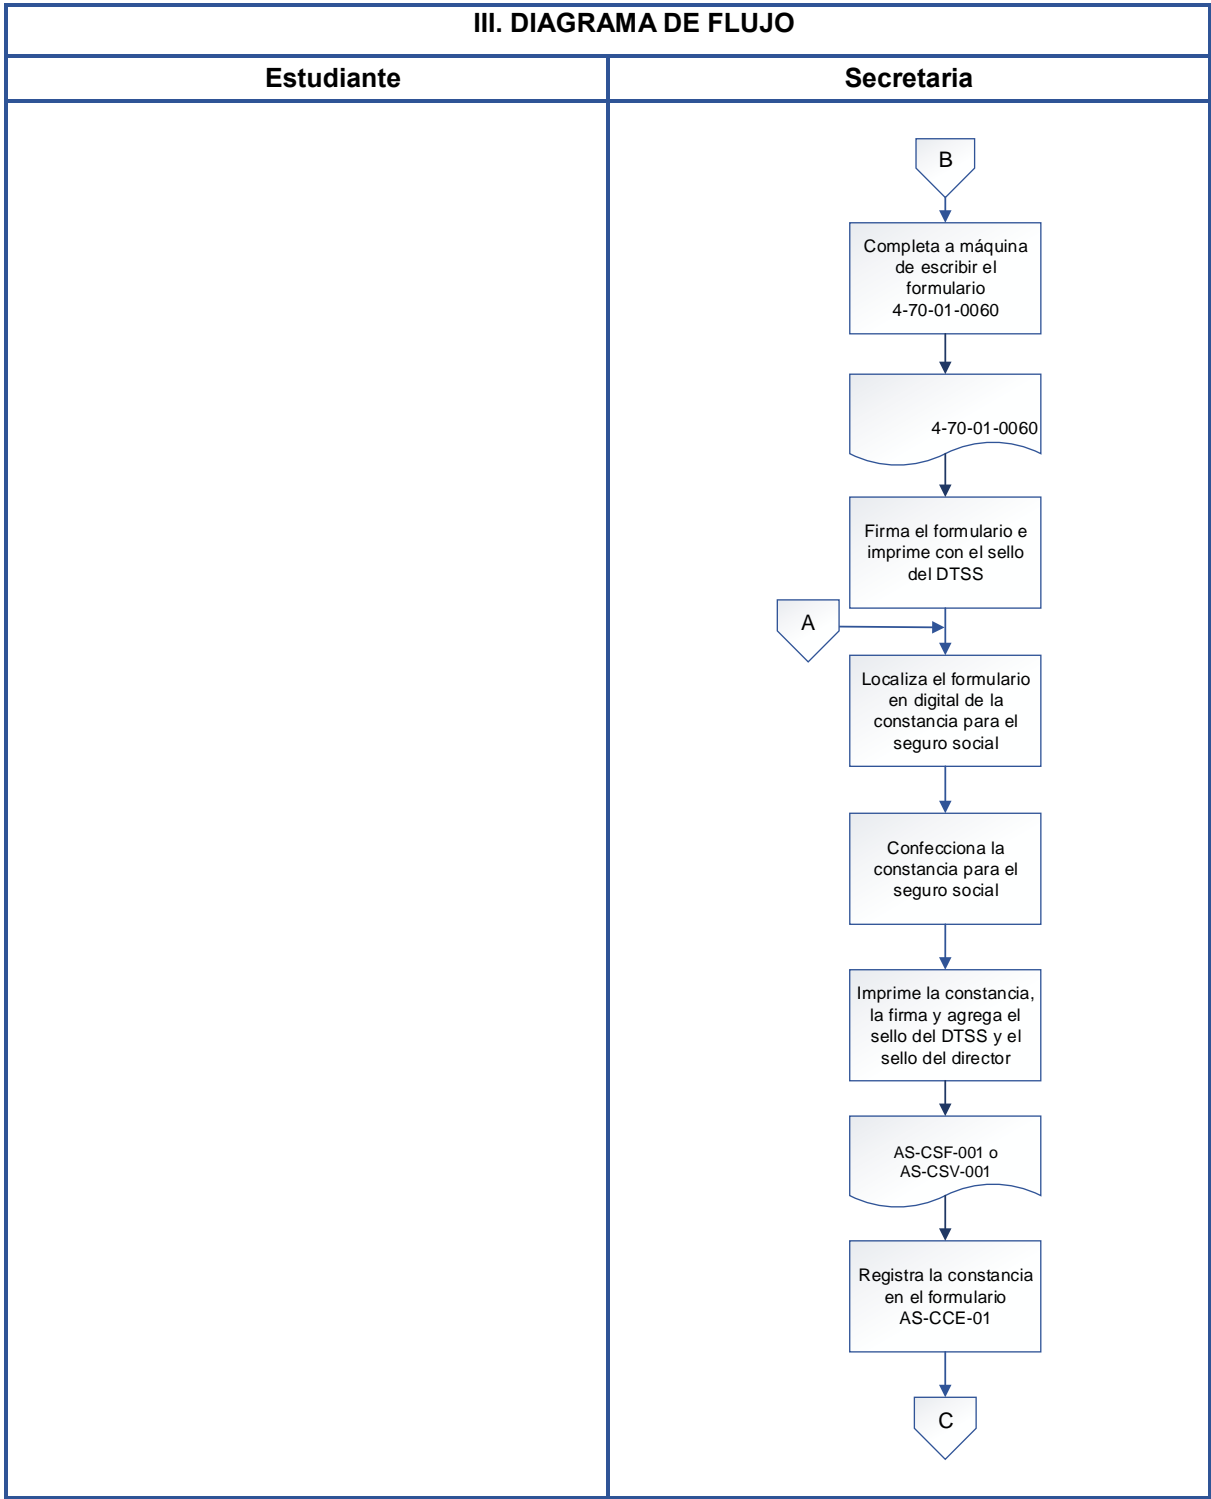 III. DIAGRAMA DE FLUJO
Estudiante
Secretaria
B
Completa a máquina
de escribir el
formulario
4-70-01-0060
4-70-01-0060
Firma el formulario e
imprime con el sello
del DTSS
A
Localiza el formulario
en digital de la
constancia para el
seguro social
Confecciona la
constancia para el
seguro social
Imprime la constancia,
la firma y agrega el
sello del DTSS y el
sello del director
AS-CSF-001 o
AS-CSV-001
Registra la constancia
en el formulario
AS-CCE-01
C